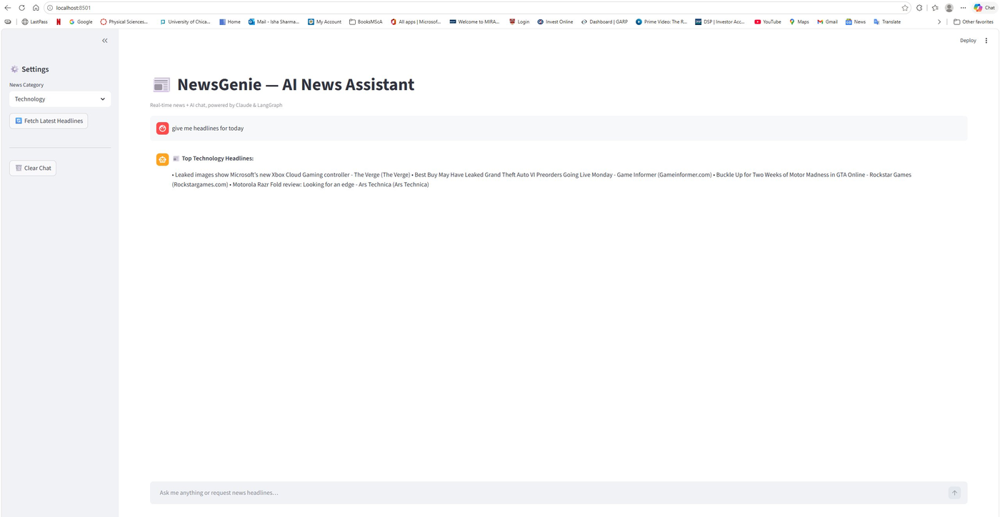 localhost:8501
Chat
LastPass
Google
Physical Sciences...
University of Chica...
Home
Mail - Isha Sharma...
My Account
BooksMScA
All apps | Microsof...
Welcome to MIRA...
Login
Invest Online
Dashboard | GARP
Prime Video: The R...
DSP | Investor Acc...
YouTube
Maps
Gmail
News
Translate
Other favorites
Deploy
Settings
News Category
Technology
Fetch Latest Headlines
Clear Chat
NewsGenie — AI News Assistant
Real-time news + AI chat, powered by Claude & LangGraph
give me headlines for today
Top Technology Headlines:
• Leaked images show Microsoft's new Xbox Cloud Gaming controller - The Verge (The Verge) • Best Buy May Have Leaked Grand Theft Auto VI Preorders Going Live Monday - Game Informer (Gameinformer.com) • Buckle Up for Two Weeks of Motor Madness in GTA Online - Rockstar Games
(Rockstargames.com) • Motorola Razr Fold review: Looking for an edge - Ars Technica (Ars Technica)
Ask me anything or request news headlines...